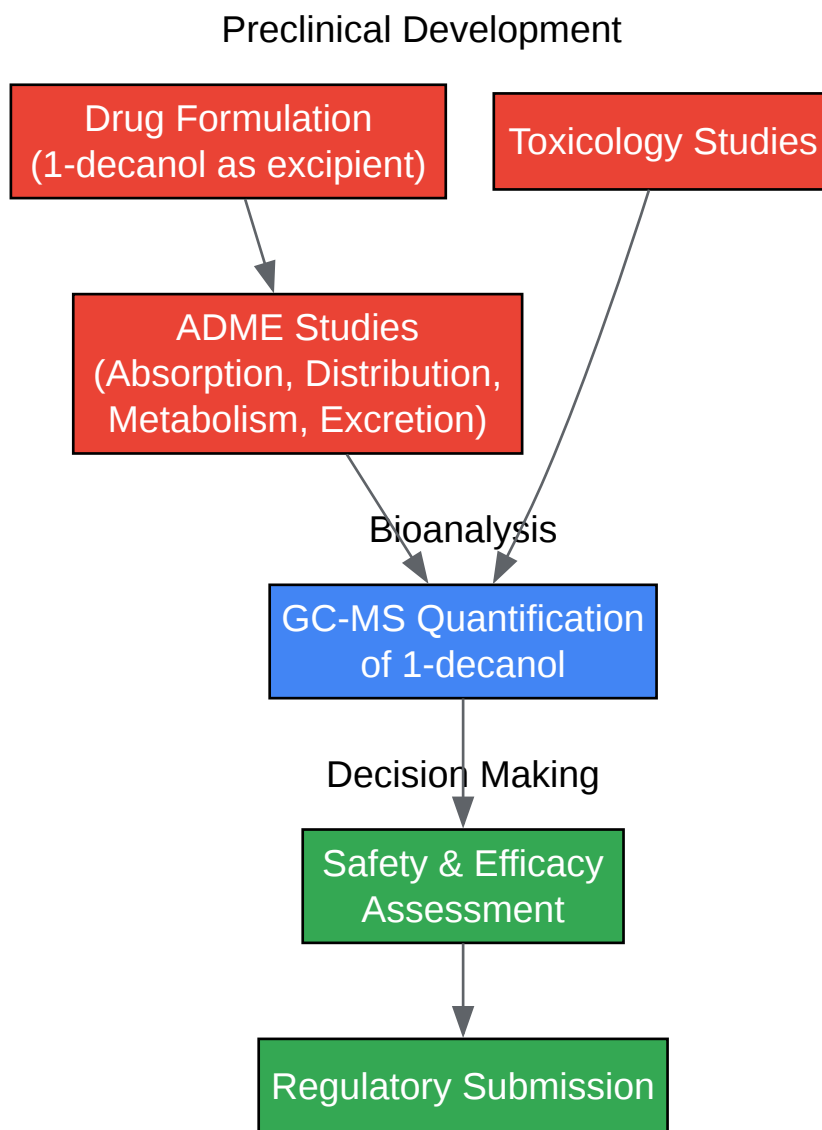 Preclinical Development
Drug Formulation
(1-decanol as excipient)
Toxicology Studies
ADME Studies
(Absorption, Distribution,
Metabolism, Excretion)
Bioanalysis
GC-MS Quantification
of 1-decanol
Decision Making
Safety & Efficacy
Assessment
Regulatory Submission